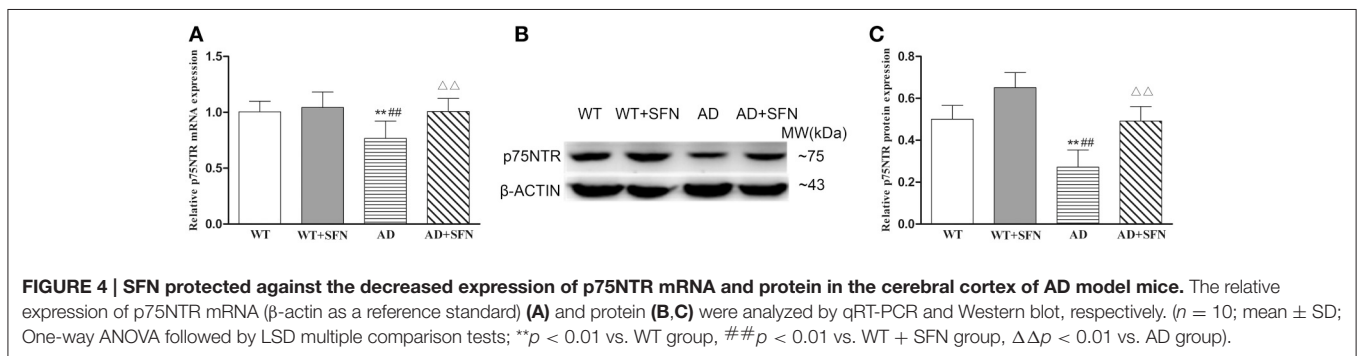 A
Relative p75NTR mRNA expression
1.5
1.0
0.5
0.0
**##
△△
WT
WT+SFN
AD
AD+SFN
B
WT WT+SFN AD AD+SFN
MW(kDa)
p75NTR ~75
β-ACTIN ~43
C
Relative p75NTR protein expression
0.8
0.6
0.4
0.2
0.0
**##
△△
WT
WT+SFN
AD
AD+SFN
FIGURE 4 | SFN protected against the decreased expression of p75NTR mRNA and protein in the cerebral cortex of AD model mice. The relative
expression of p75NTR mRNA (β-actin as a reference standard) (A) and protein (B,C) were analyzed by qRT-PCR and Western blot, respectively. (n = 10; mean ± SD;
One-way ANOVA followed by LSD multiple comparison tests; **p < 0.01 vs. WT group, ##p < 0.01 vs. WT + SFN group, ΔΔp < 0.01 vs. AD group).